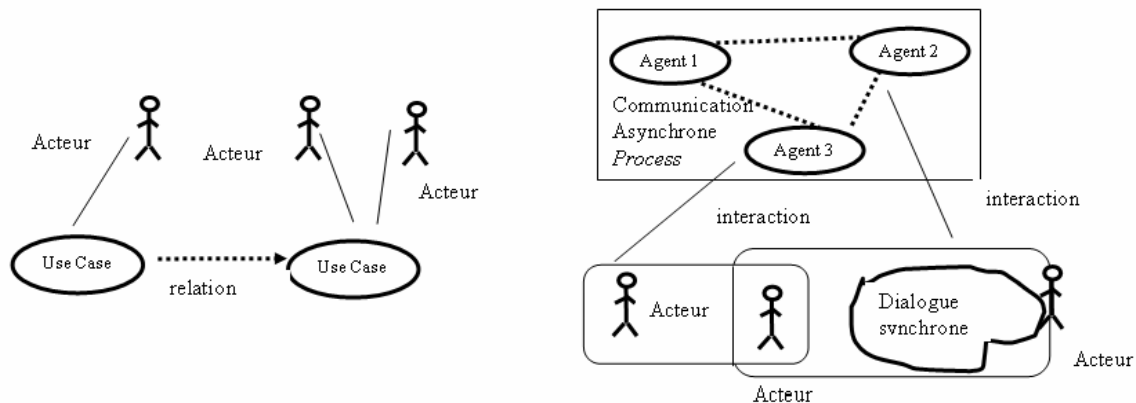 Acteur
Acteur
Acteur
Use Case
Use Case
relation
Agent 1
Agent 2
Communication
Asynchrone
Process
Agent 3
interaction
interaction
Acteur
Dialogue
synchrone
Acteur
Acteur